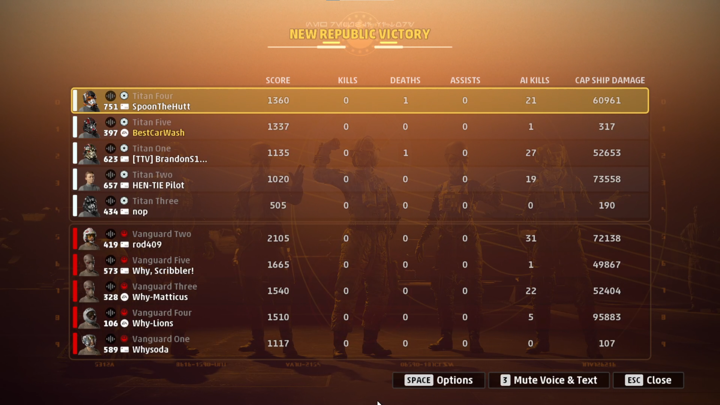 NEW REPUBLIC VICTORY
SCORE KILLS DEATHS ASSISTS AI KILLS CAP SHIP DAMAGE
Titan Four
751 SpoonTheHutt 1360 0 1 0 21 60961
Titan Five
397 BestCarWash 1337 0 0 0 1 317
Titan One
623 [TTV] BrandonS1... 1135 0 1 0 27 52653
Titan Two
657 HEN-TIE Pilot 1020 0 0 0 19 73558
Titan Three
434 nop 505 0 0 0 0 190
Vanguard Two
419 rod409 2105 0 0 0 31 72138
Vanguard Five
573 Why, Scribbler! 1665 0 0 0 1 49867
Vanguard Three
328 Why-Matticus 1540 0 0 0 22 52404
Vanguard Four
106 Why-Lions 1510 0 0 0 5 95883
Vanguard One
589 Whysoda 1117 0 0 0 0 107
SPACE Options 3 Mute Voice & Text ESC Close